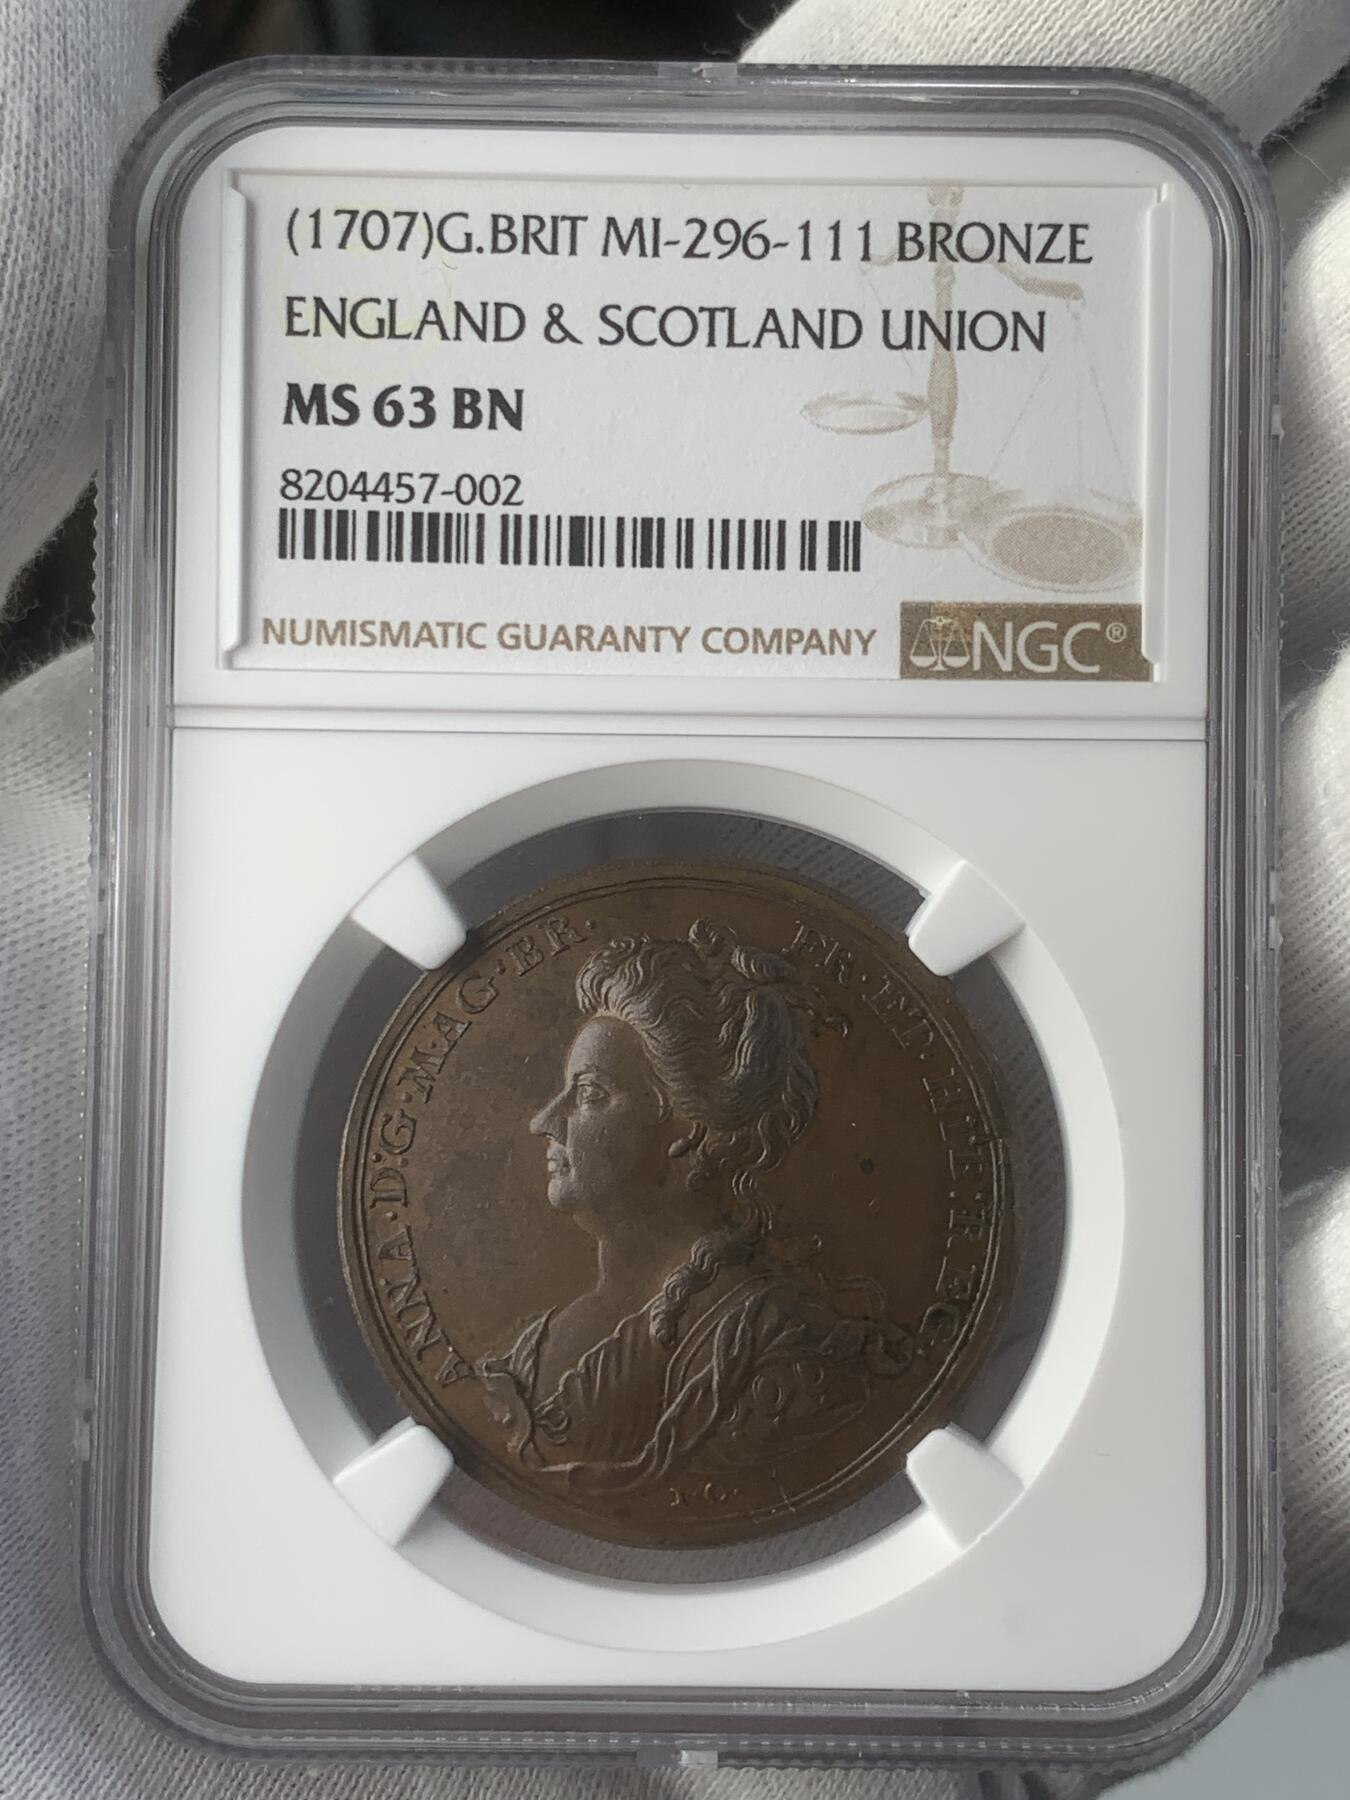 (1707)G.BRIT MI-296-111 BRONZE
ENGLAND & SCOTLAND UNION
MS 63 BN
8204457-002
NUMISMATIC GUARANTY COMPANY
NGC®
ANNA·D:G·MAG·BR· FR·ET·HIB:REG·
I·C·